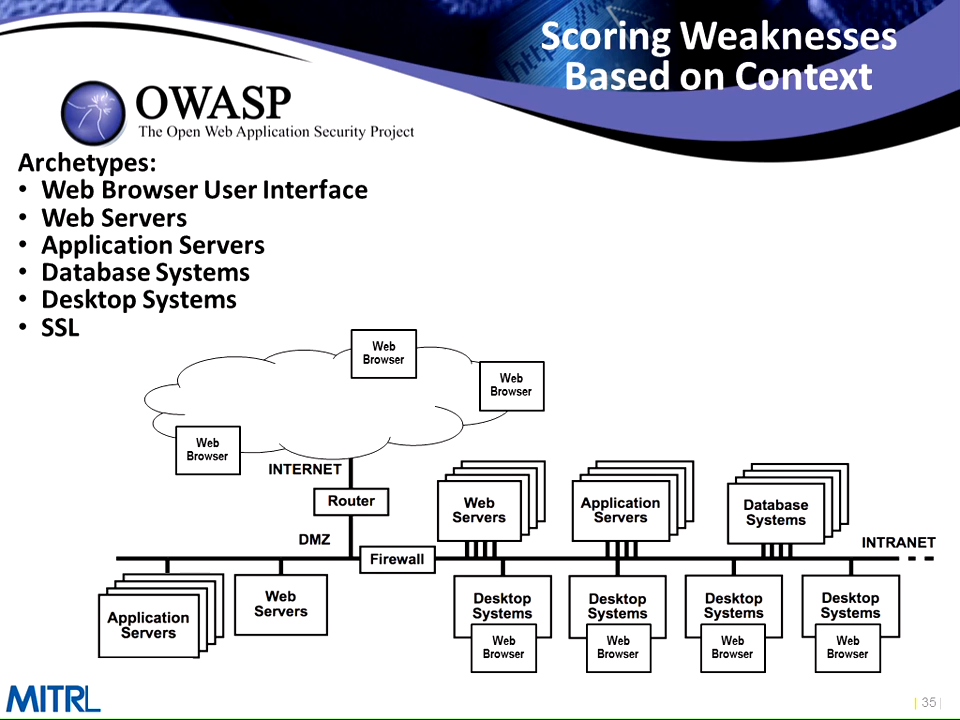 Scoring Weaknesses
Based on Context
http
OWASP
The Open Web Application Security Project
Archetypes:
• Web Browser User Interface
• Web Servers
• Application Servers
• Database Systems
• Desktop Systems
• SSL
Web
Browser
Web
Browser
Web
Browser
INTERNET
Router
DMZ
Firewall
Web
Servers
Application
Servers
Database
Systems
INTRANET
Application
Servers
Web
Servers
Desktop
Systems
Web
Browser
Desktop
Systems
Web
Browser
Desktop
Systems
Web
Browser
Desktop
Systems
Web
Browser
MITRL
| 35 |